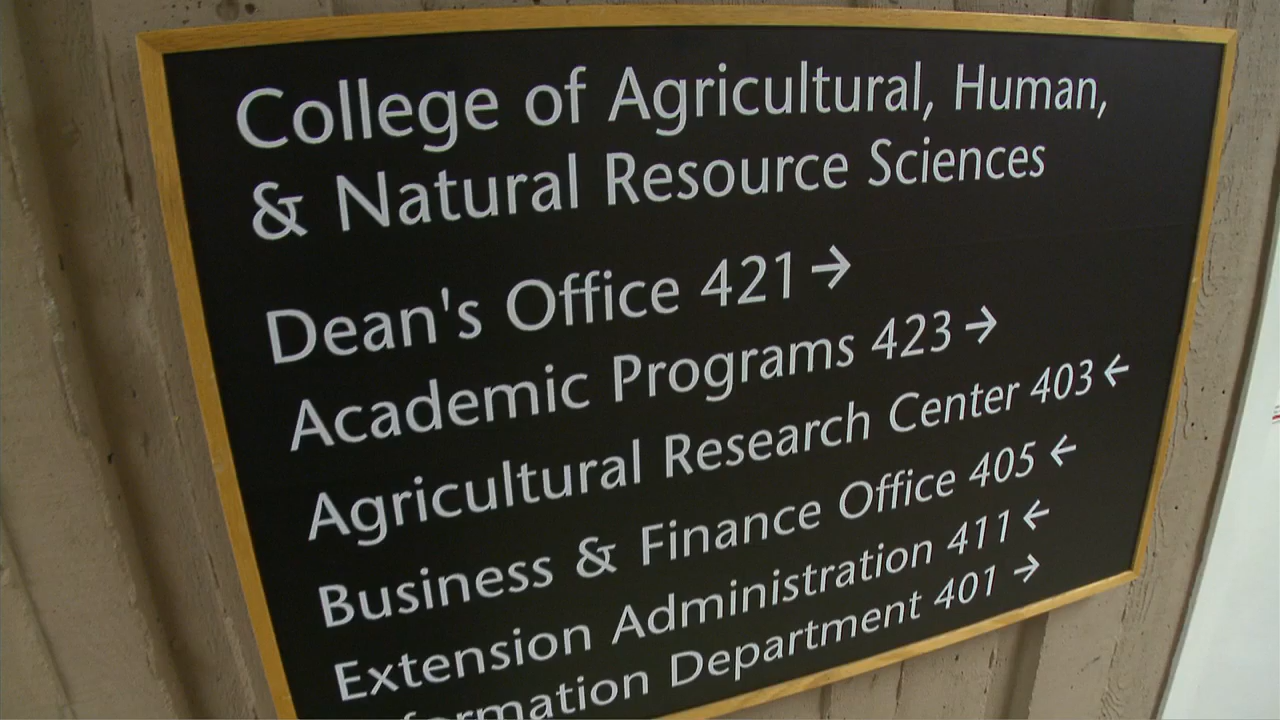 College of Agricultural, Human,
& Natural Resource Sciences
Dean's Office 421→
Academic Programs 423→
Agricultural Research Center 403←
Business & Finance Office 405←
Extension Administration 411←
Department 401→